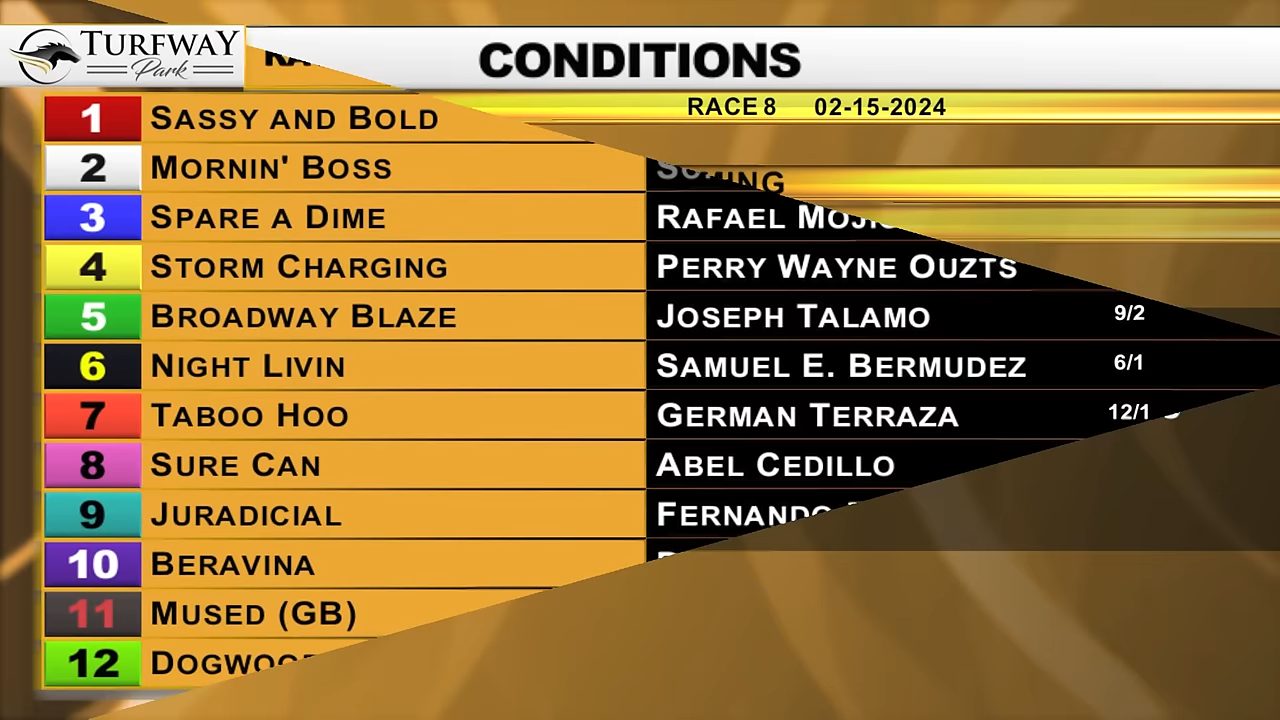 TURFWAY
Park
CONDITIONS
RACE 8 02-15-2024
1 SASSY AND BOLD
2 MORNIN' BOSS
3 SPARE A DIME RAFAEL
4 STORM CHARGING PERRY WAYNE OUZTS
5 BROADWAY BLAZE JOSEPH TALAMO 9/2
6 NIGHT LIVIN SAMUEL E. BERMUDEZ 6/1
7 TABOO HOO GERMAN TERRAZA 12/1
8 SURE CAN ABEL CEDILLO
9 JURADICIAL FERNANDO
10 BERAVINA
11 MUSED (GB)
12